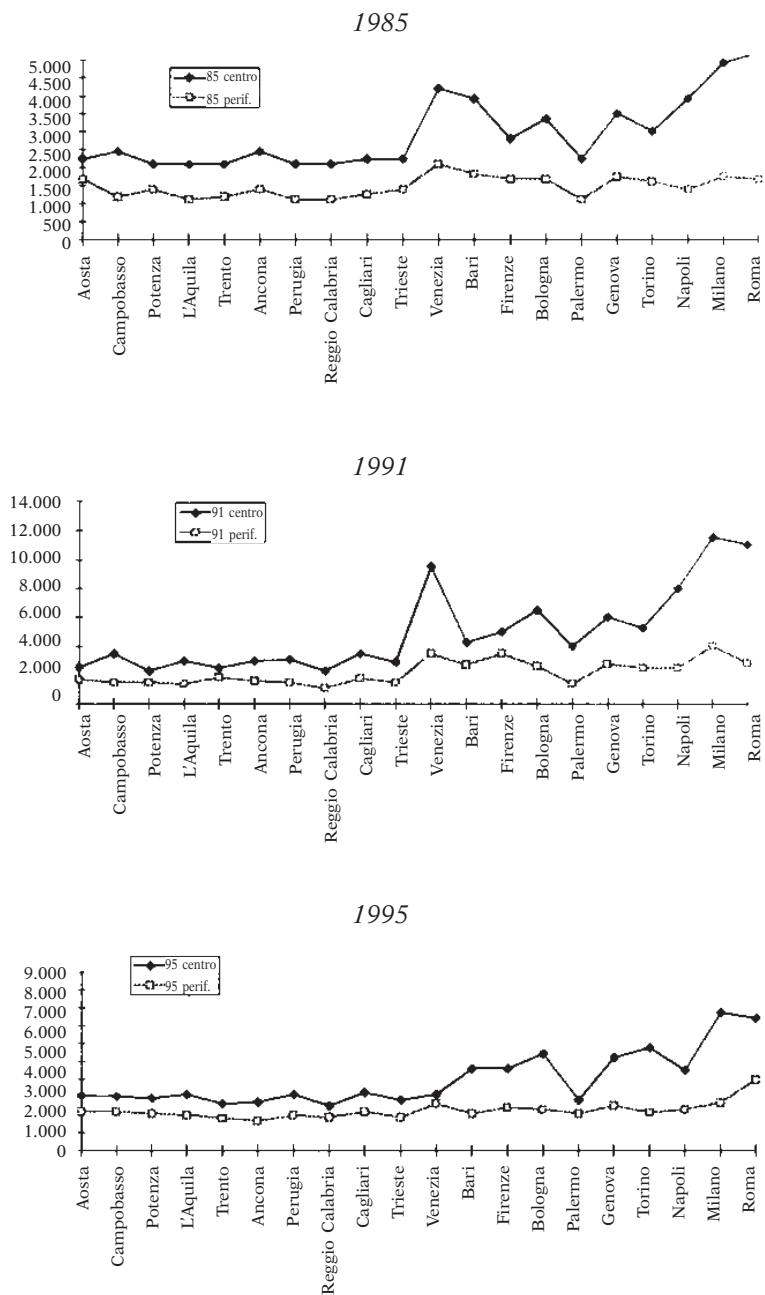 1985
5.000
4.500
4.000
3.500
3.000
2.500
2.000
1.500
1.000
500
0
85 centro
85 perif.
Aosta
Campobasso
Potenza
L'Aquila
Trento
Ancona
Perugia
Reggio Calabria
Cagliari
Trieste
Venezia
Bari
Firenze
Bologna
Palermo
Genova
Torino
Napoli
Milano
Roma
1991
14.000
12.000
10.000
8.000
6.000
4.000
2.000
0
91 centro
91 perif.
Aosta
Campobasso
Potenza
L'Aquila
Trento
Ancona
Perugia
Reggio Calabria
Cagliari
Trieste
Venezia
Bari
Firenze
Bologna
Palermo
Genova
Torino
Napoli
Milano
Roma
1995
9.000
8.000
7.000
6.000
5.000
4.000
3.000
2.000
1.000
0
95 centro
95 perif.
Aosta
Campobasso
Potenza
L'Aquila
Trento
Ancona
Perugia
Reggio Calabria
Cagliari
Trieste
Venezia
Bari
Firenze
Bologna
Palermo
Genova
Torino
Napoli
Milano
Roma